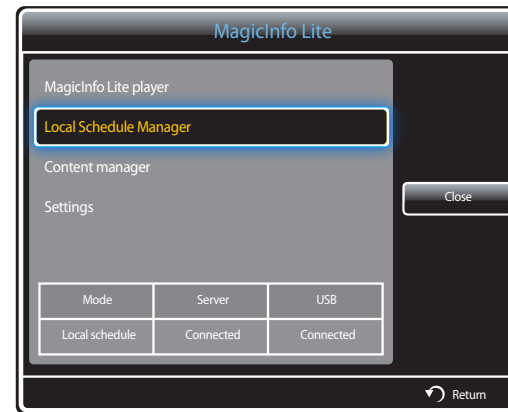 MagicInfo Lite
MagicInfo Lite player
Local Schedule Manager
Content manager
Settings
Close
Mode Server USB
Local schedule Connected Connected
Return